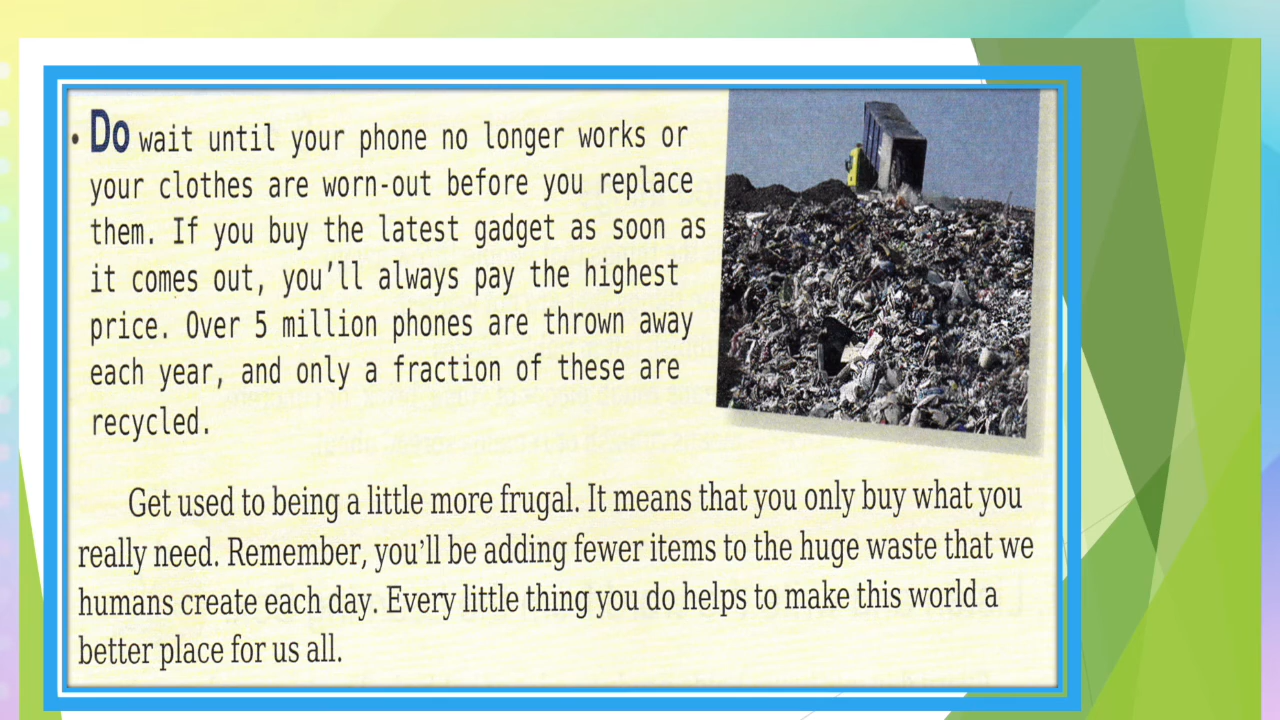 • Do wait until your phone no longer works or
your clothes are worn-out before you replace
them. If you buy the latest gadget as soon as
it comes out, you’ll always pay the highest
price. Over 5 million phones are thrown away
each year, and only a fraction of these are
recycled.
Get used to being a little more frugal. It means that you only buy what you
really need. Remember, you’ll be adding fewer items to the huge waste that we
humans create each day. Every little thing you do helps to make this world a
better place for us all.